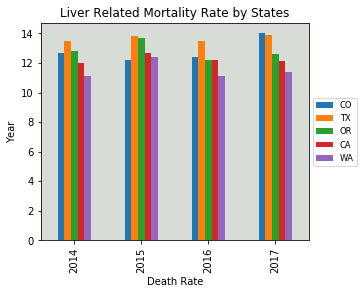 Liver Related Mortality Rate by States
Year
14
12
10
8
6
4
2
0
2014
2015
2016
2017
Death Rate
CO
TX
OR
CA
WA